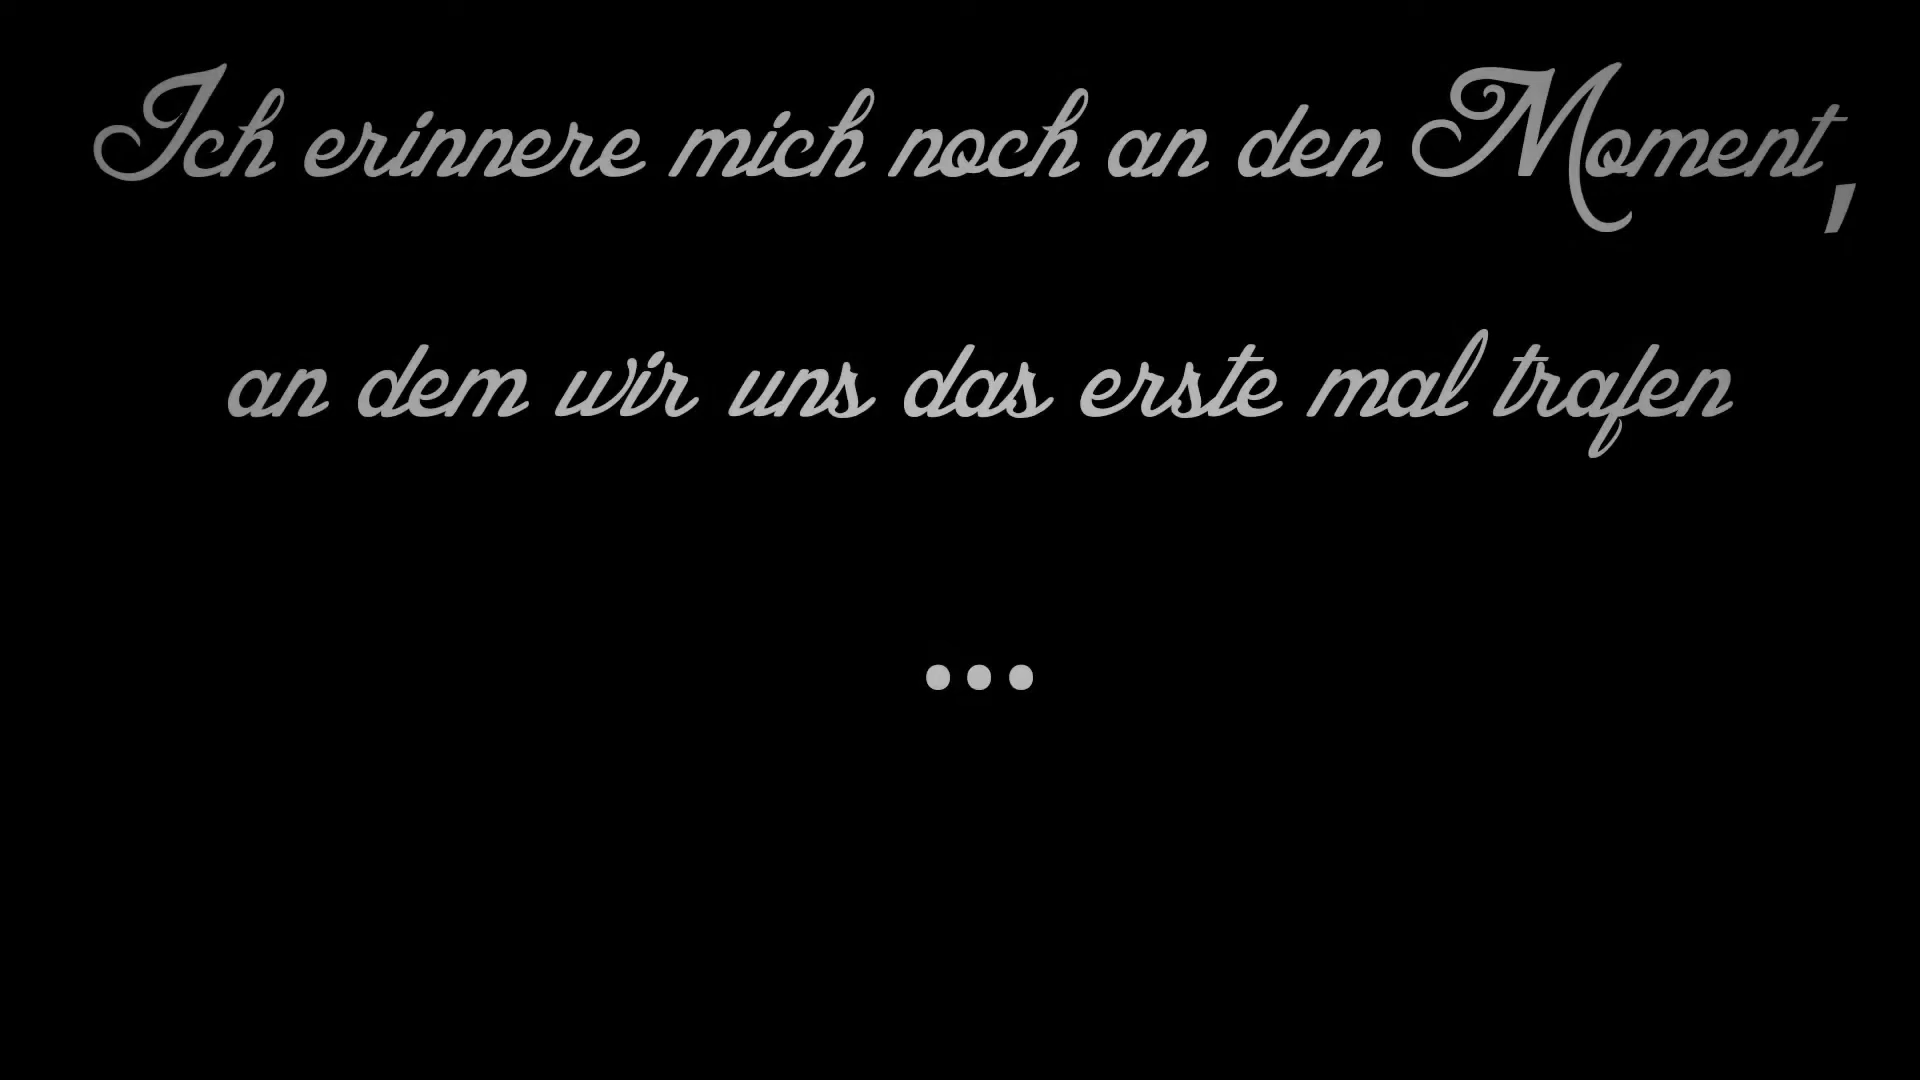 Ich erinnere mich noch an den Moment,
an dem wir uns das erste mal trafen
...